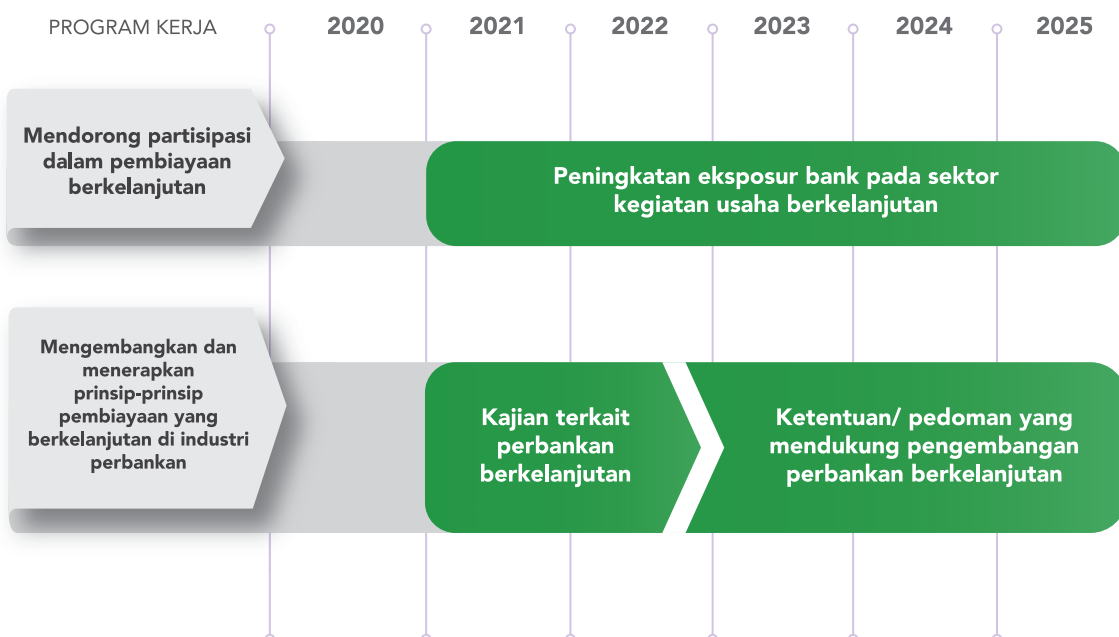 PROGRAM KERJA 2020 2021 2022 2023 2024 2025
Mendorong partisipasi
dalam pembiayaan
berkelanjutan
Peningkatan eksposur bank pada sektor
kegiatan usaha berkelanjutan
Mengembangkan dan
menerapkan
prinsip-prinsip
pembiayaan yang
berkelanjutan di industri
perbankan
Kajian terkait
perbankan
berkelanjutan
Ketentuan/ pedoman yang
mendukung pengembangan
perbankan berkelanjutan